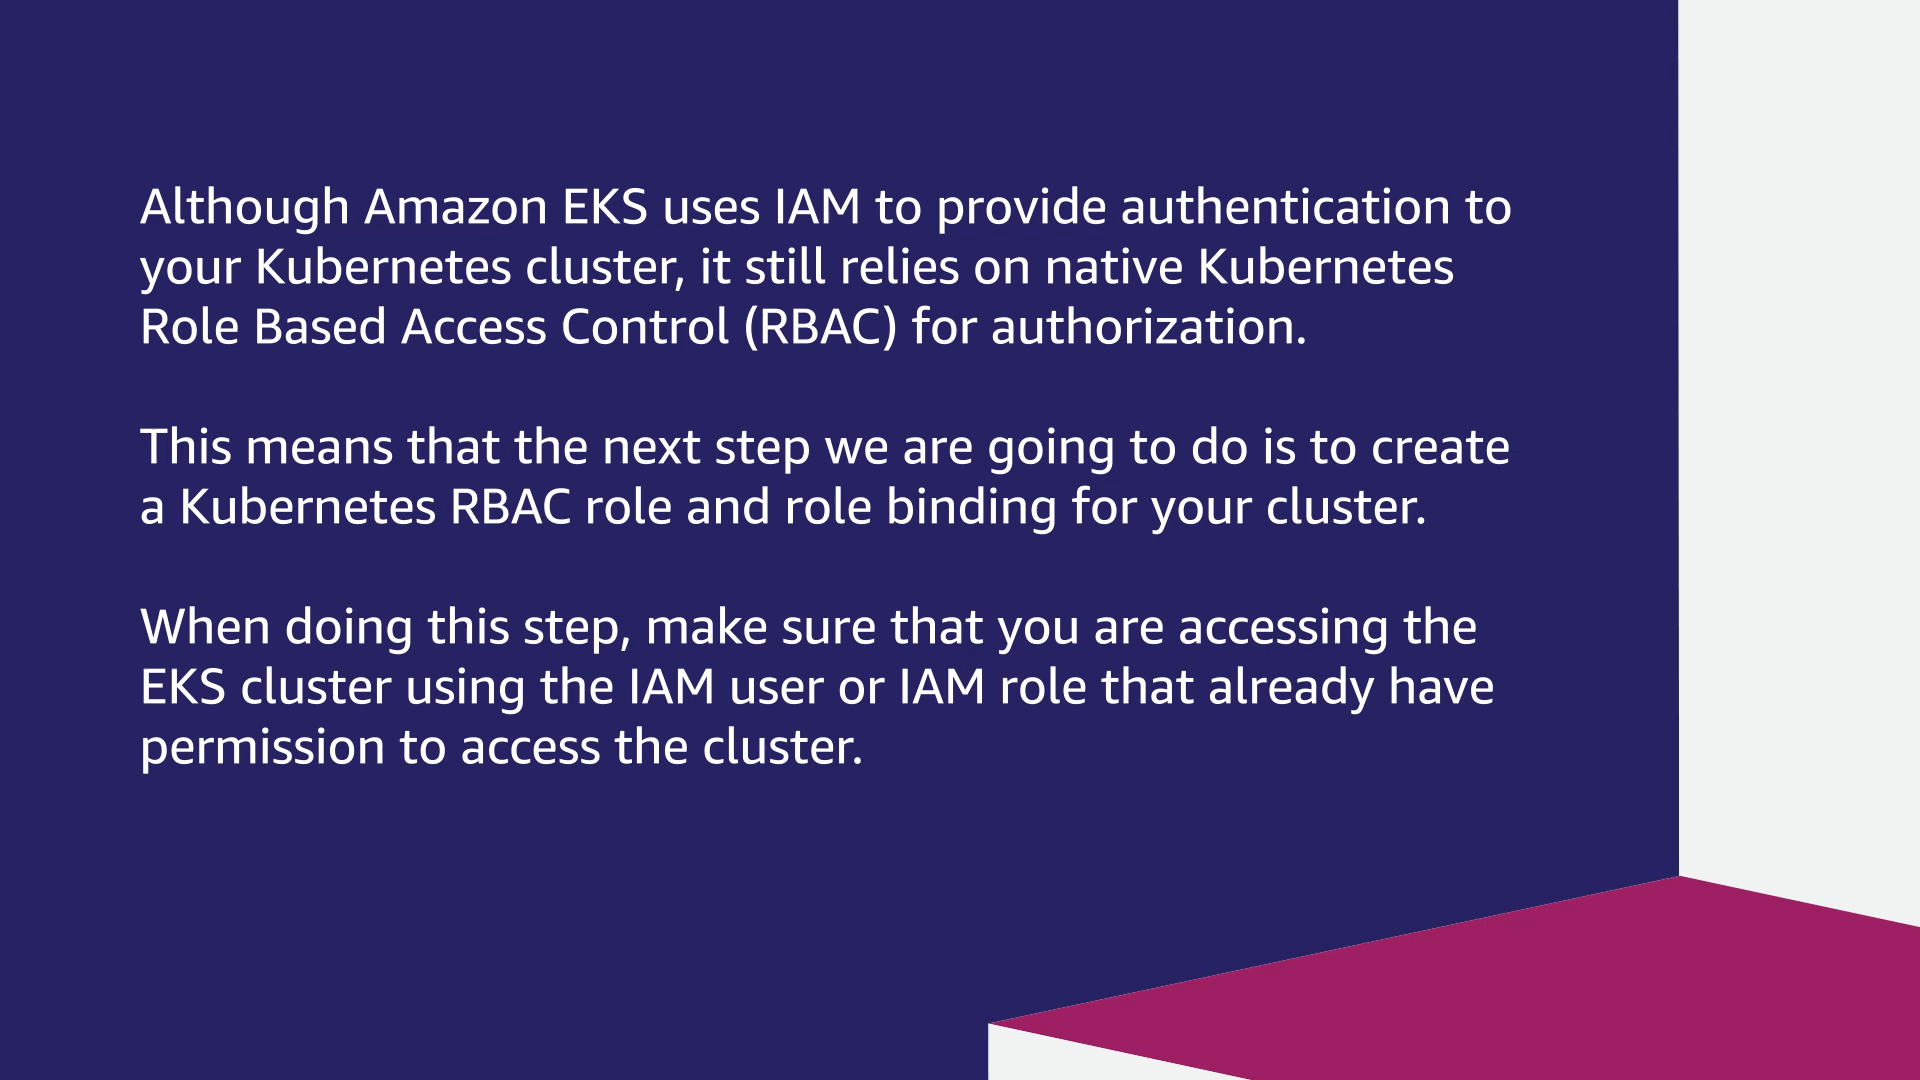 Although Amazon EKS uses IAM to provide authentication to
your Kubernetes cluster, it still relies on native Kubernetes
Role Based Access Control (RBAC) for authorization.
This means that the next step we are going to do is to create
a Kubernetes RBAC role and role binding for your cluster.
When doing this step, make sure that you are accessing the
EKS cluster using the IAM user or IAM role that already have
permission to access the cluster.